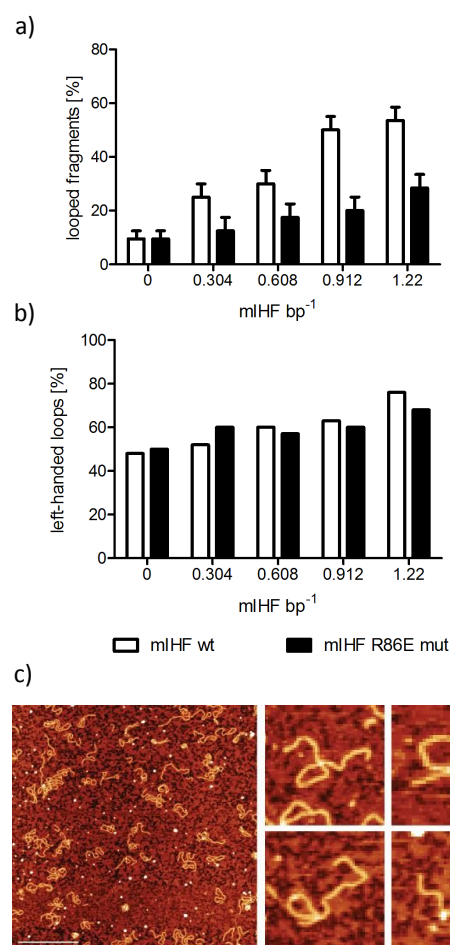 a)
80
60
40
20
0
looped fragments [%]
0 0.304 0.608 0.912 1.22
mIHF bp-1
b)
100
80
60
40
20
0
left-handed loops [%]
0 0.304 0.608 0.912 1.22
mIHF bp-1
mIHF wt mIHF R86E mut
c)